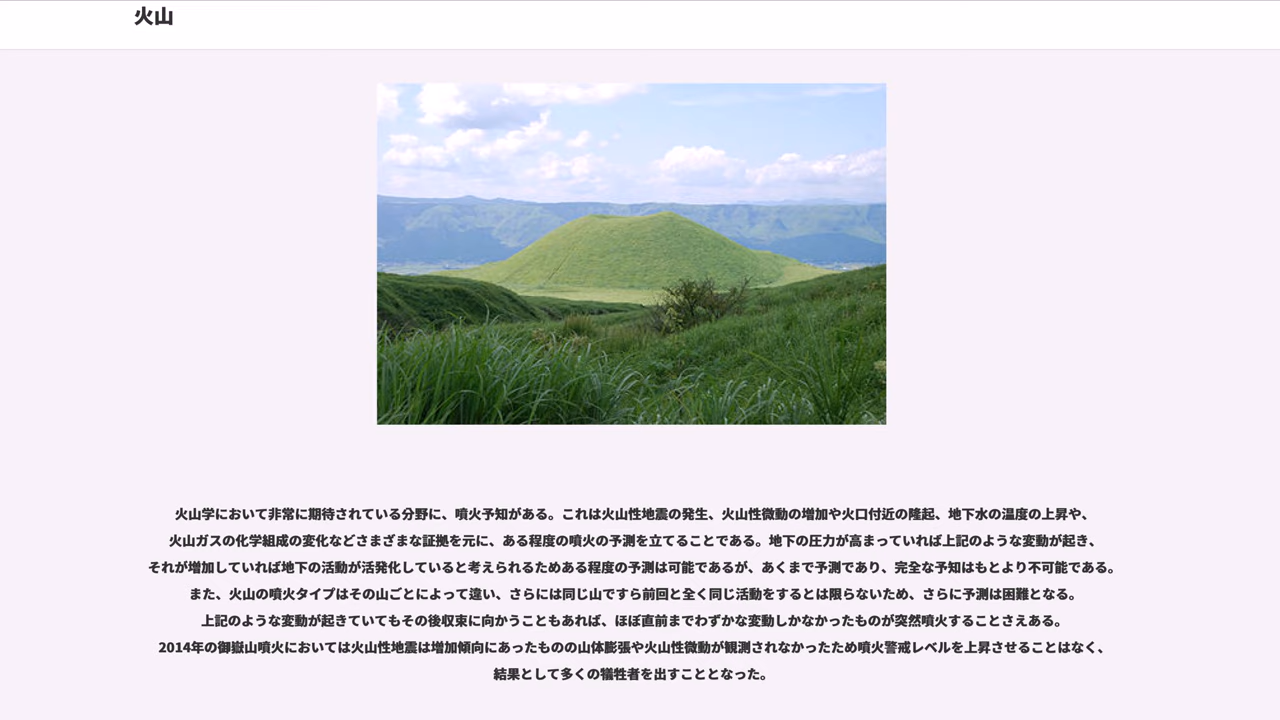 火山
火山学において非常に期待されている分野に、噴火予知がある。これは火山性地震の発生、火山性微動の増加や火口付近の隆起、地下水の温度の上昇や、
火山ガスの化学組成の変化などさまざまな証拠を元に、ある程度の噴火の予測を立てることである。地下の圧力が高まっていれば上記のような変動が起き、
それが増加していれば地下の活動が活発化していると考えられるためある程度の予測は可能であるが、あくまで予測であり、完全な予知はもとより不可能である。
また、火山の噴火タイプはその山ごとによって違い、さらには同じ山ですら前回と全く同じ活動をするとは限らないため、さらに予測は困難となる。
上記のような変動が起きていてもその後収束に向かうこともあれば、ほぼ直前までわずかな変動しかなかったものが突然噴火することさえある。
2014年の御嶽山噴火においては火山性地震は増加傾向にあったものの山体膨張や火山性微動が観測されなかったため噴火警戒レベルを上昇させることはなく、
結果として多くの犠牲者を出すこととなった。